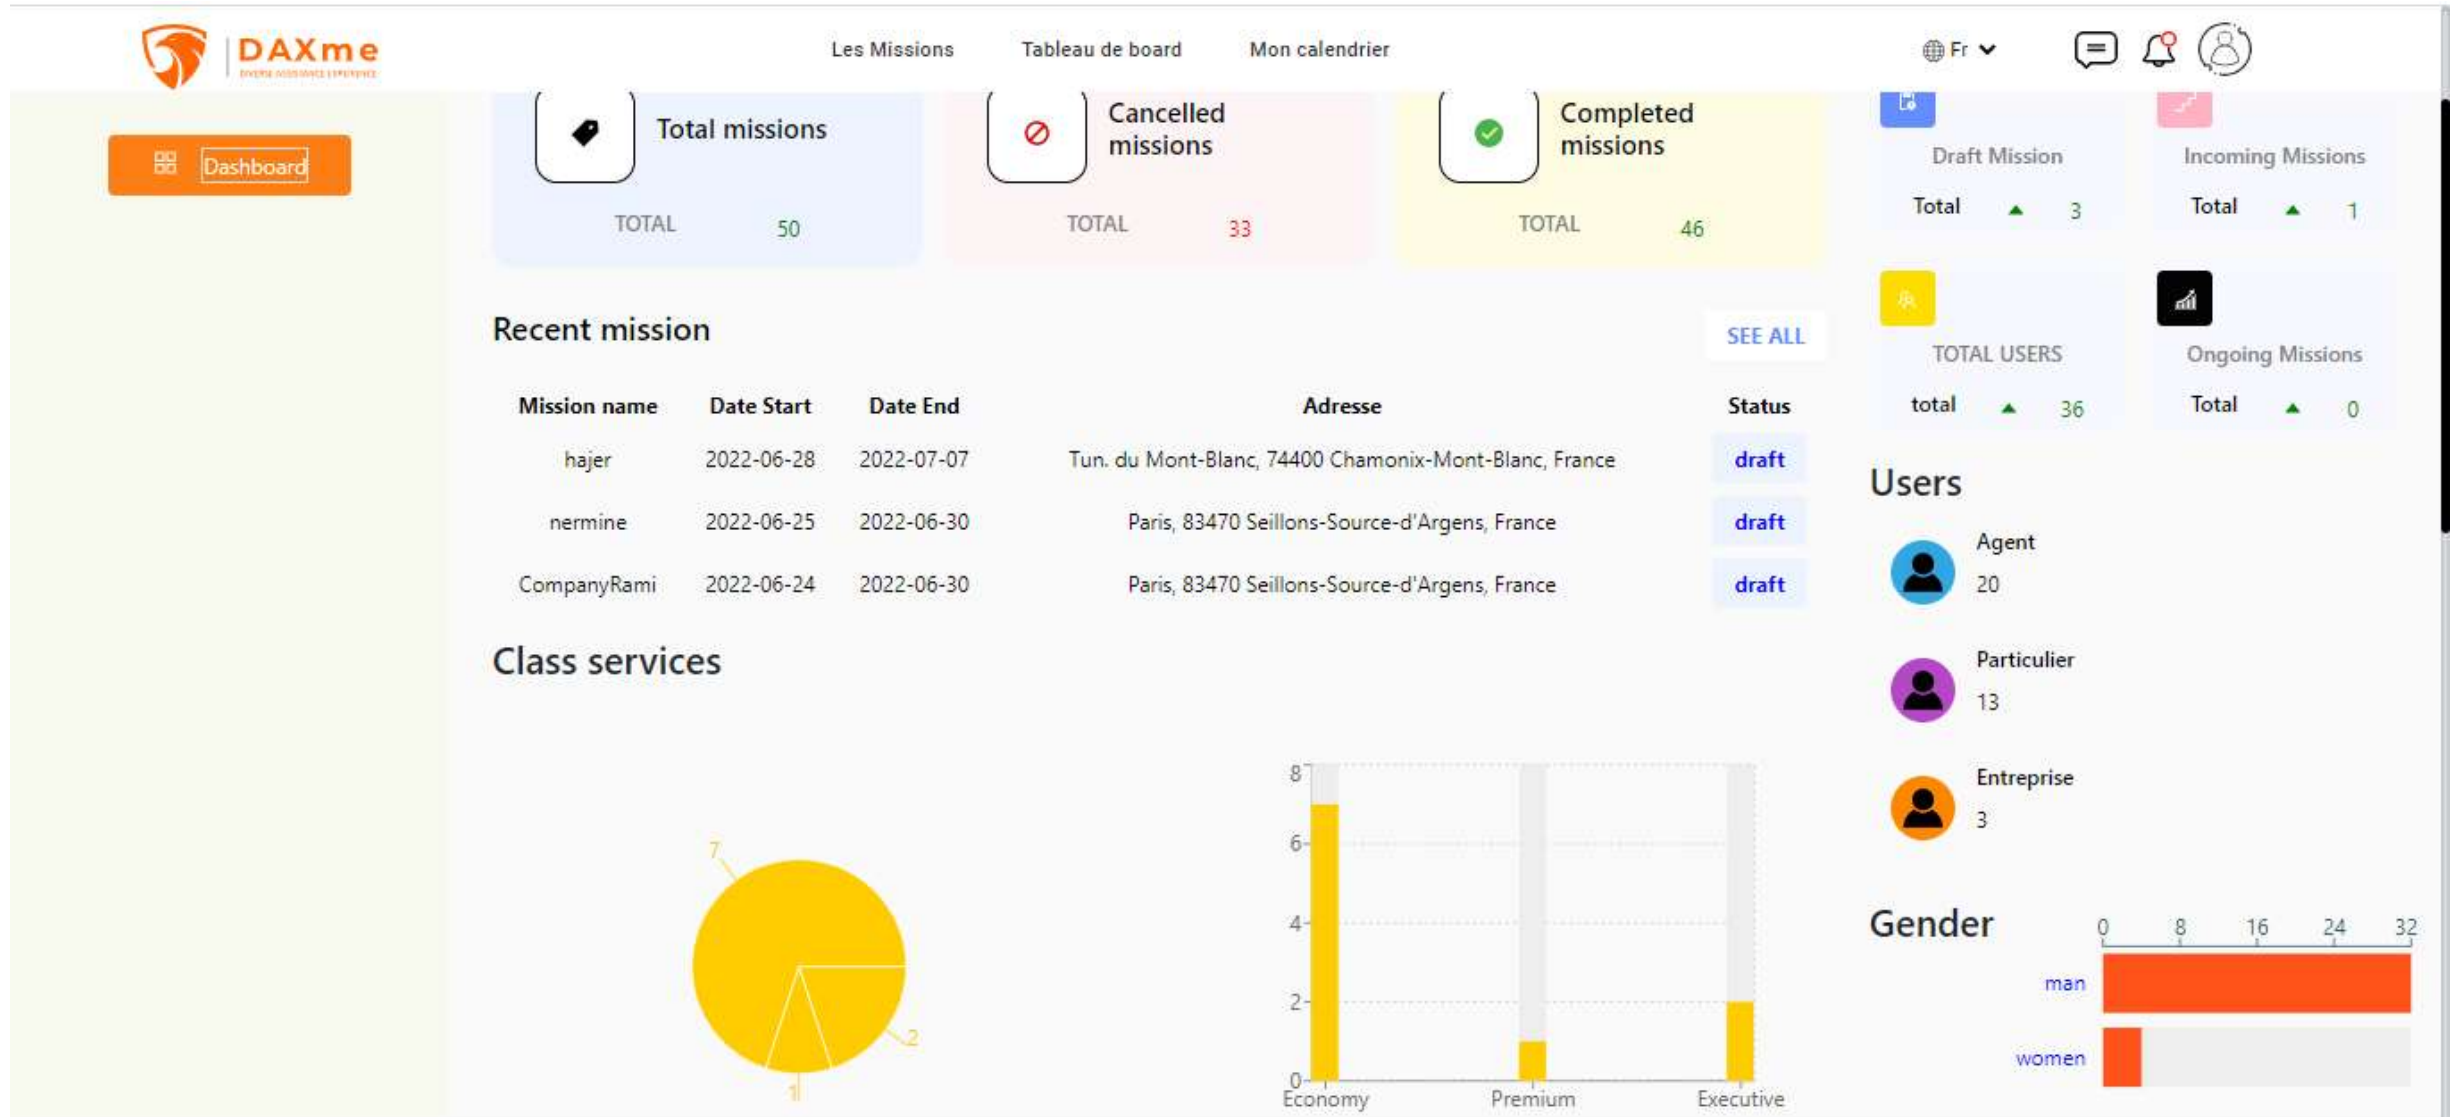 DAXme
DIVERSE ASSISTANCE EXPERIENCE
Les Missions
Tableau de board
Mon calendrier
Fr
Dashboard
Total missions
TOTAL 50
Cancelled
missions
TOTAL 33
Completed
missions
TOTAL 46
Draft Mission
Total 3
Incoming Missions
Total 1
TOTAL USERS
total 36
Ongoing Missions
Total 0
Recent mission
SEE ALL
Mission name Date Start Date End Adresse Status
hajer 2022-06-28 2022-07-07 Tun. du Mont-Blanc, 74400 Chamonix-Mont-Blanc, France draft
nermine 2022-06-25 2022-06-30 Paris, 83470 Seillons-Source-d'Argens, France draft
CompanyRami 2022-06-24 2022-06-30 Paris, 83470 Seillons-Source-d'Argens, France draft
Users
Agent
20
Particulier
13
Entreprise
3
Class services
7
2
1
8
6
4
2
0
Economy Premium Executive
Gender
0 8 16 24 32
man
women